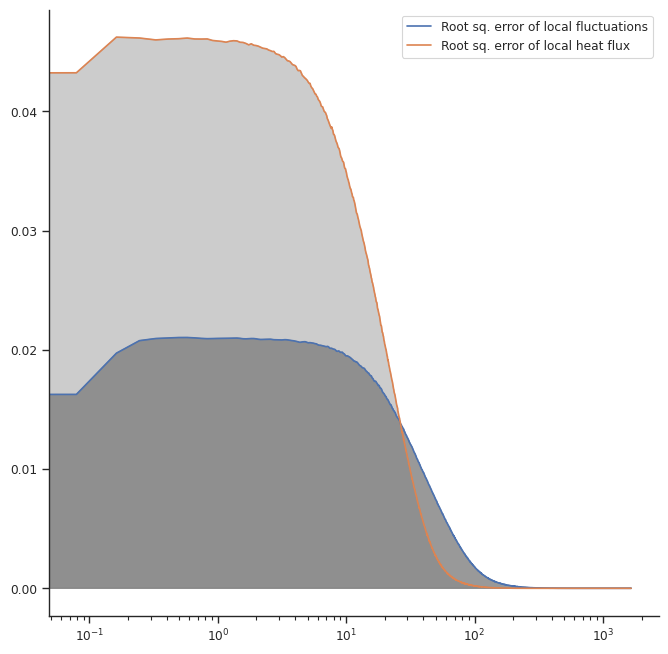 Root sq. error of local fluctuations
Root sq. error of local heat flux
0.04
0.03
0.02
0.01
0.00
10⁻¹ 10⁰ 10¹ 10² 10³